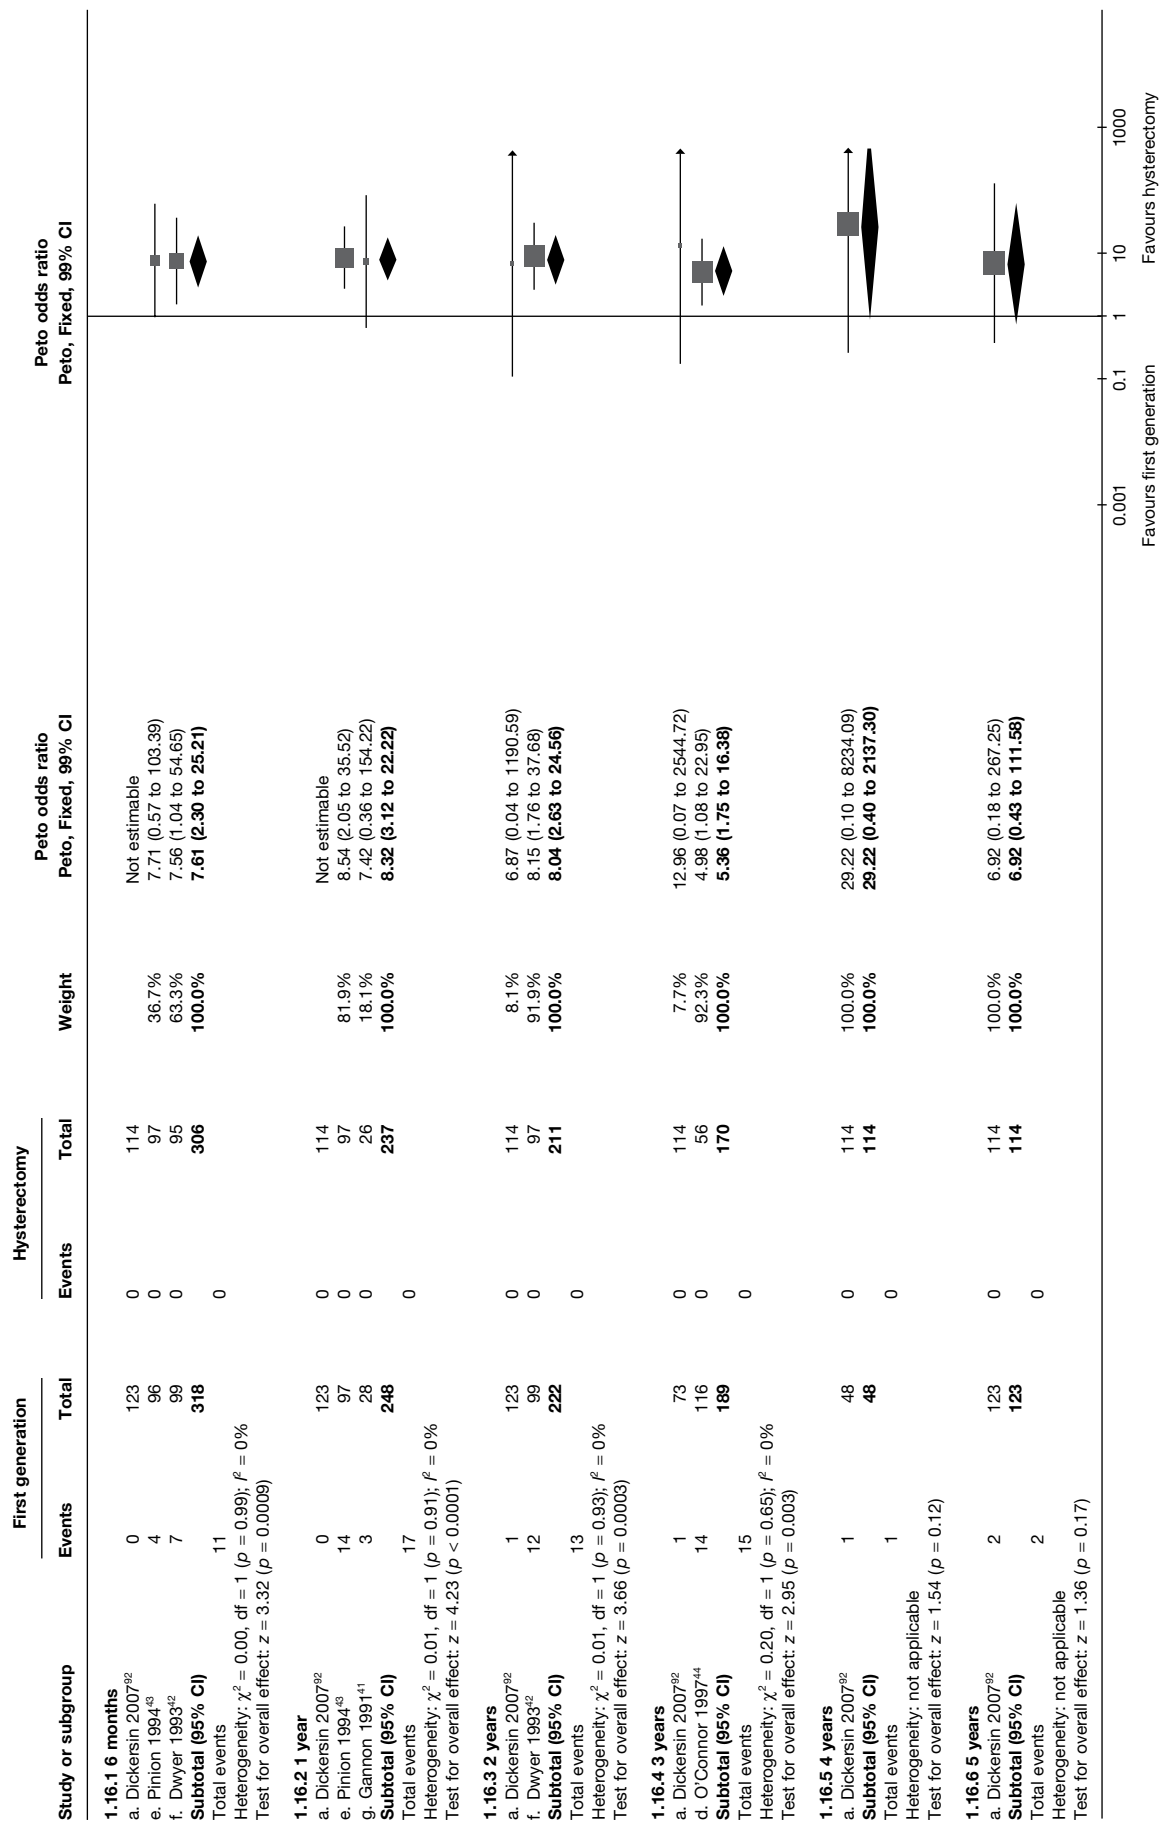 First generation Hysterectomy Peto odds ratio Peto odds ratio
Study or subgroup Events Total Events Total Weight Peto, Fixed, 99% CI Peto, Fixed, 99% CI
1.16.1 6 months
a. Dickersin 2007⁹² 0 123 0 114 Not estimable
e. Pinion 1994⁴³ 4 96 0 97 36.7% 7.71 (0.57 to 103.39)
f. Dwyer 1993⁴² 7 99 0 95 63.3% 7.56 (1.04 to 54.65)
Subtotal (95% CI) 318 306 100.0% 7.61 (2.30 to 25.21)
Total events 11 0
Heterogeneity: χ² = 0.00, df = 1 (p = 0.99); I² = 0%
Test for overall effect: z = 3.32 (p = 0.0009)
1.16.2 1 year
a. Dickersin 2007⁹² 0 123 0 114 Not estimable
e. Pinion 1994⁴³ 14 97 0 97 81.9% 8.54 (2.05 to 35.52)
g. Gannon 1991⁴¹ 3 28 0 26 18.1% 7.42 (0.36 to 154.22)
Subtotal (95% CI) 248 237 100.0% 8.32 (3.12 to 22.22)
Total events 17 0
Heterogeneity: χ² = 0.01, df = 1 (p = 0.91); I² = 0%
Test for overall effect: z = 4.23 (p < 0.0001)
1.16.3 2 years
a. Dickersin 2007⁹² 1 123 0 114 8.1% 6.87 (0.04 to 1190.59)
f. Dwyer 1993⁴² 12 99 0 97 91.9% 8.15 (1.76 to 37.68)
Subtotal (95% CI) 222 211 100.0% 8.04 (2.63 to 24.56)
Total events 13 0
Heterogeneity: χ² = 0.01, df = 1 (p = 0.93); I² = 0%
Test for overall effect: z = 3.66 (p = 0.0003)
1.16.4 3 years
a. Dickersin 2007⁹² 1 73 0 114 7.7% 12.96 (0.07 to 2544.72)
d. O'Connor 1997⁴⁴ 14 116 0 56 92.3% 4.98 (1.08 to 22.95)
Subtotal (95% CI) 189 170 100.0% 5.36 (1.75 to 16.38)
Total events 15 0
Heterogeneity: χ² = 0.20, df = 1 (p = 0.65); I² = 0%
Test for overall effect: z = 2.95 (p = 0.003)
1.16.5 4 years
a. Dickersin 2007⁹² 1 48 0 114 100.0% 29.22 (0.10 to 8234.09)
Subtotal (95% CI) 48 114 100.0% 29.22 (0.40 to 2137.30)
Total events 1 0
Heterogeneity: not applicable
Test for overall effect: z = 1.54 (p = 0.12)
1.16.6 5 years
a. Dickersin 2007⁹² 2 123 0 114 100.0% 6.92 (0.18 to 267.25)
Subtotal (95% CI) 123 114 100.0% 6.92 (0.43 to 111.58)
Total events 2 0
Heterogeneity: not applicable
Test for overall effect: z = 1.36 (p = 0.17)
0.001 0.1 1 10 1000
Favours first generation Favours hysterectomy